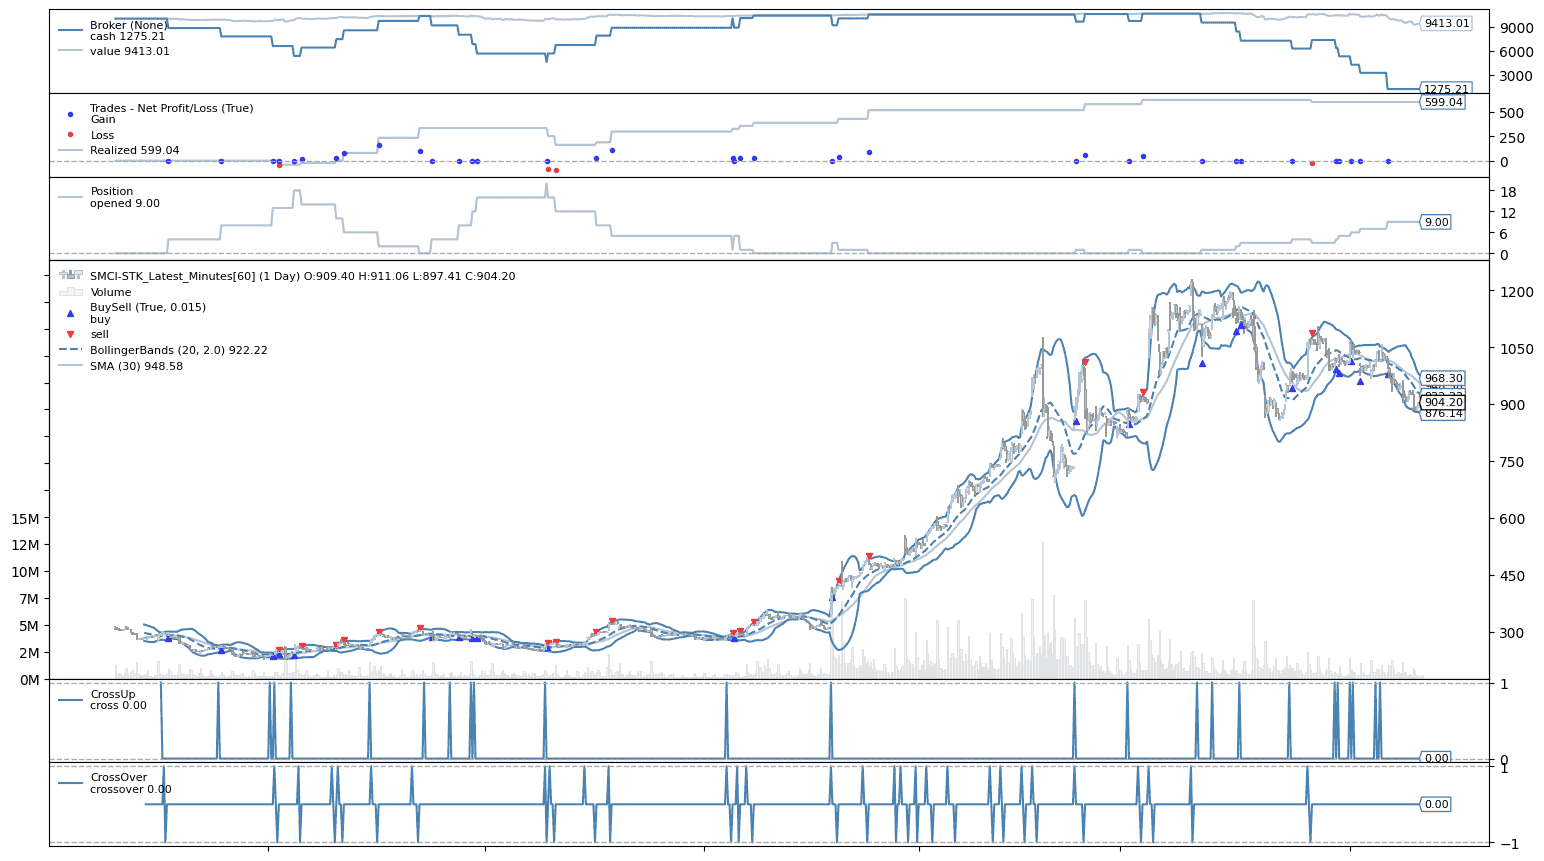 Broker (None)
cash 1275.21
value 9413.01
9413.01
9000
6000
3000
1275.21
Trades - Net Profit/Loss (True)
Gain
Loss
Realized 599.04
599.04
500
250
0
Position
opened 9.00
18
12
9.00
6
0
SMCI-STK_Latest_Minutes[60] (1 Day) O:909.40 H:911.06 L:897.41 C:904.20
Volume
BuySell (True, 0.015)
buy
sell
BollingerBands (20, 2.0) 922.22
SMA (30) 948.58
1200
1050
968.30
904.20
900
876.14
750
600
450
300
15M
12M
10M
7M
5M
2M
0M
CrossUp
cross 0.00
1
0.00
0
CrossOver
crossover 0.00
1
0.00
−1